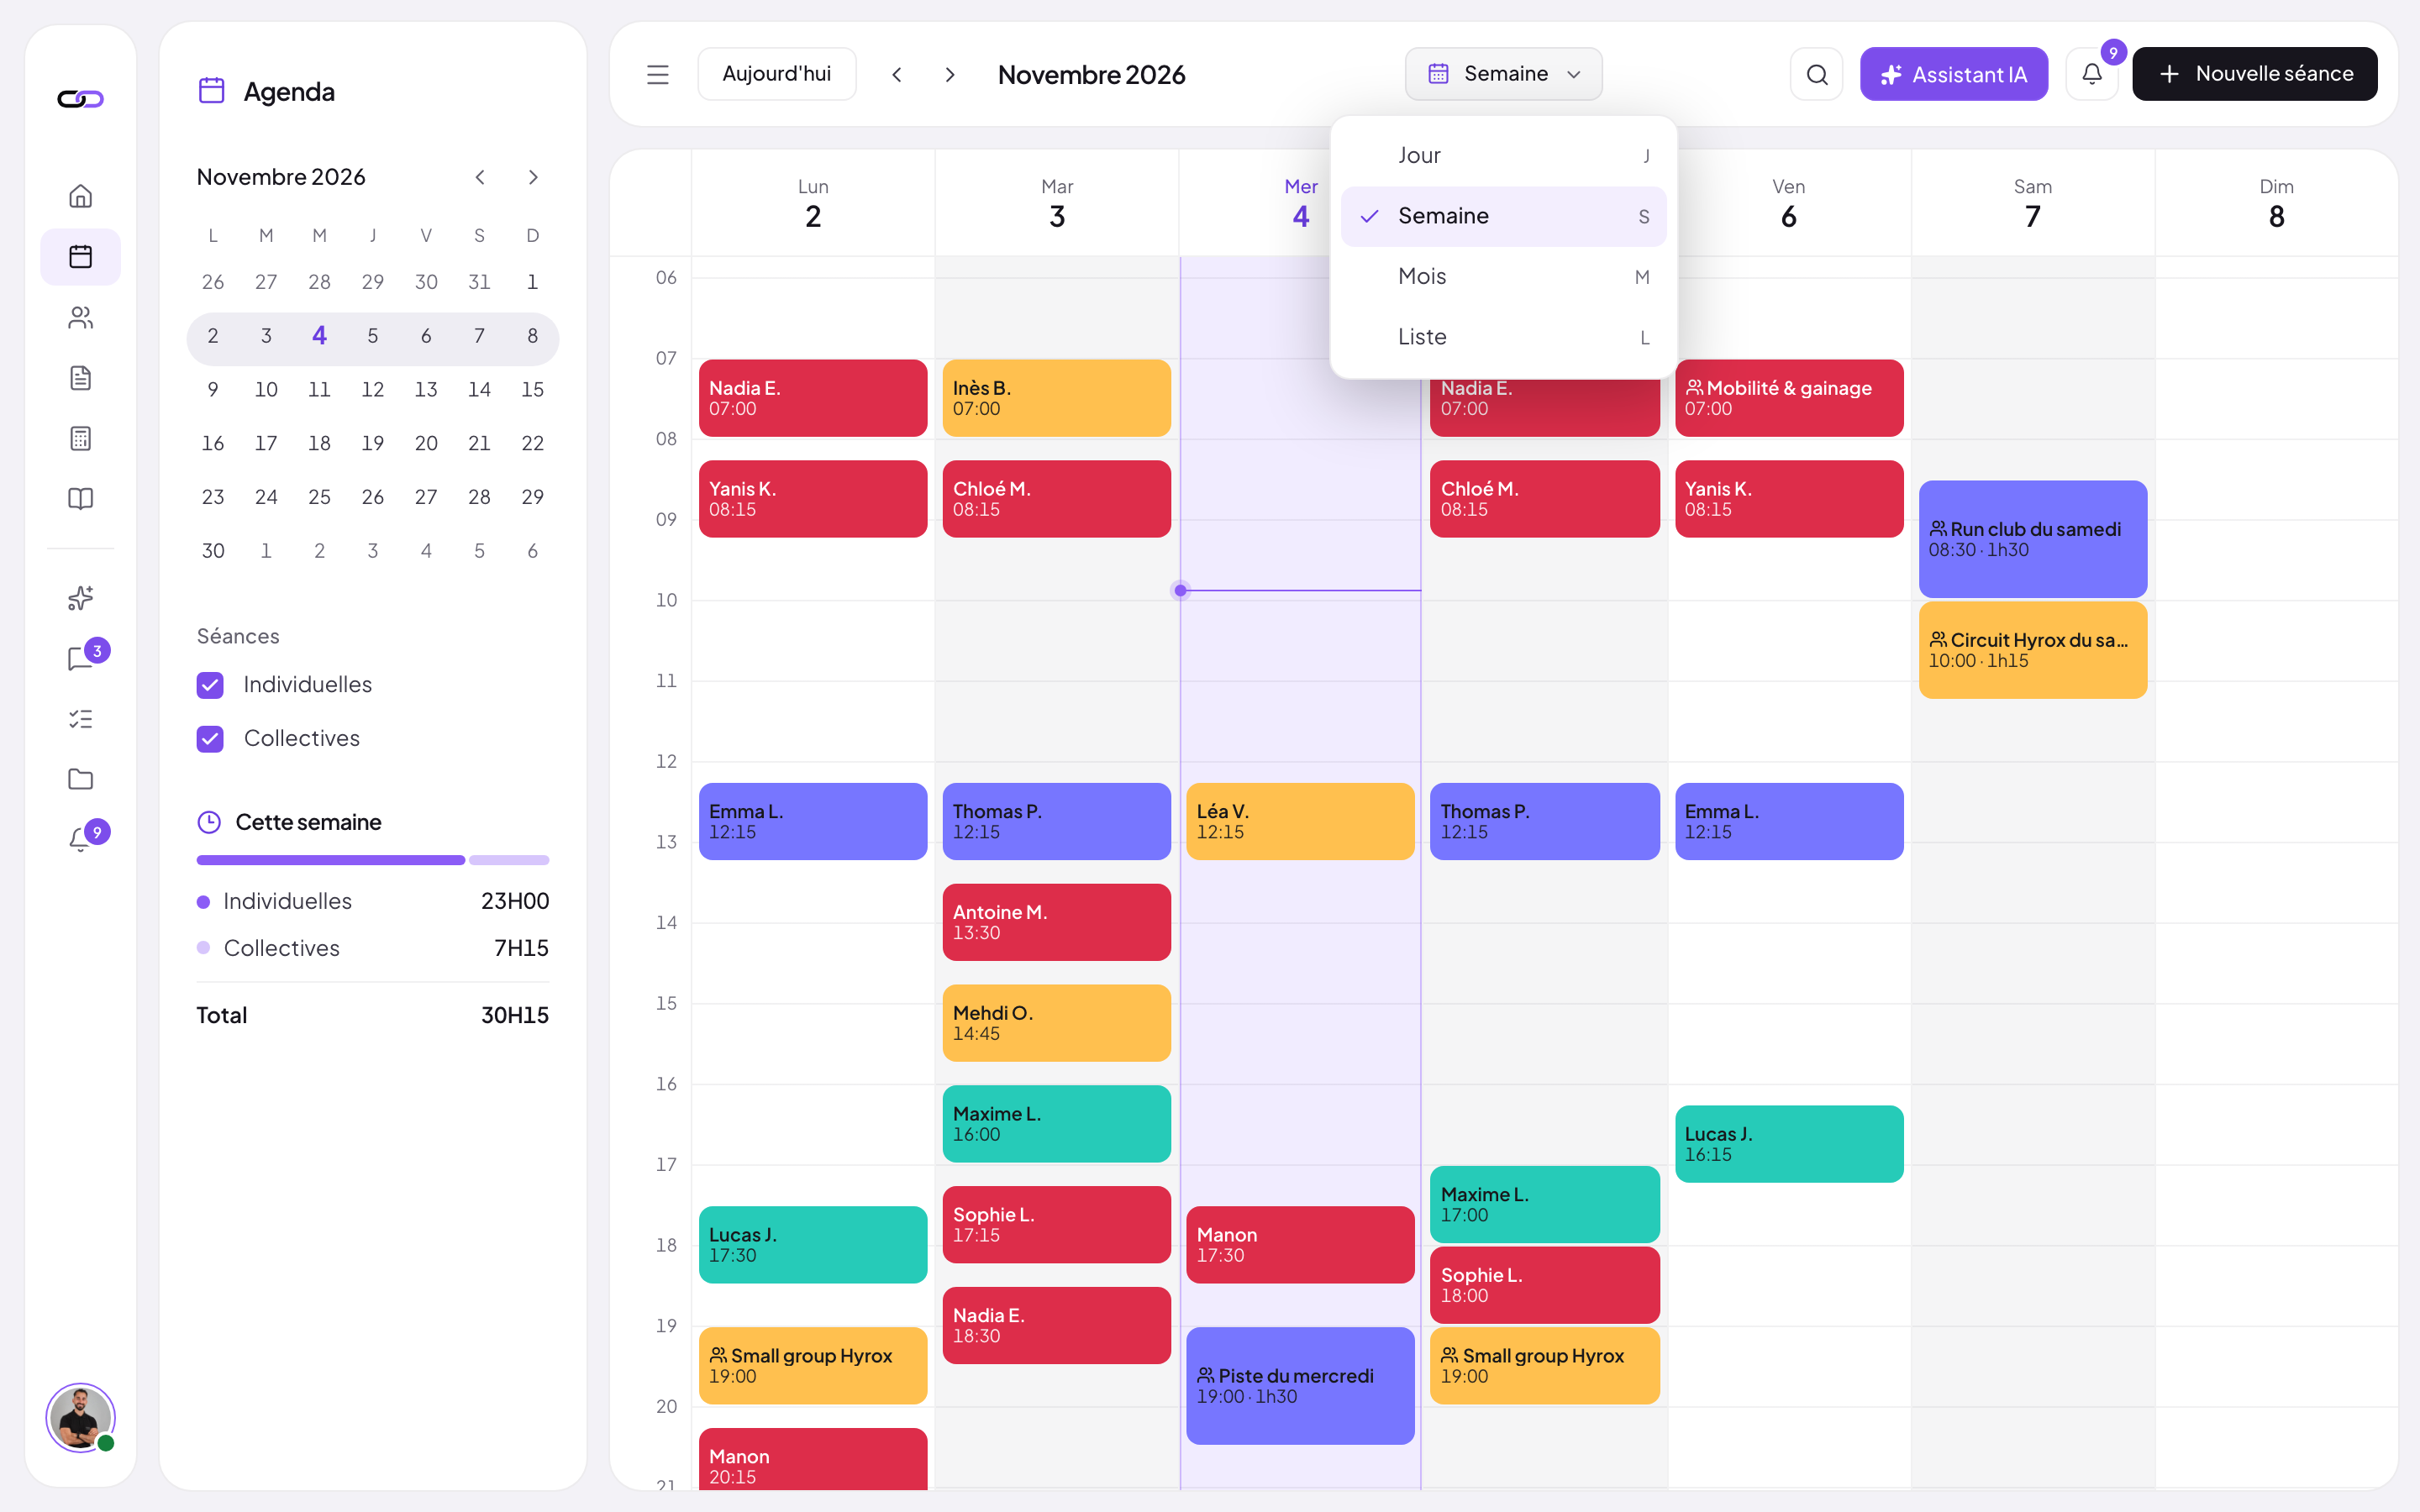 Agenda
Novembre 2026
L M M J V S D
26 27 28 29 30 31 1
2 3 4 5 6 7 8
9 10 11 12 13 14 15
16 17 18 19 20 21 22
23 24 25 26 27 28 29
30 1 2 3 4 5 6
Séances
Individuelles
Collectives
Cette semaine
Individuelles 23H00
Collectives 7H15
Total 30H15
3
9
Aujourd'hui
Novembre 2026
Semaine
Assistant IA
9
Nouvelle séance
Jour J
Semaine S
Mois M
Liste L
Lun 2
Mar 3
Mer 4
Ven 6
Sam 7
Dim 8
06
07
08
09
10
11
12
13
14
15
16
17
18
19
20
21
Nadia E.
07:00
Yanis K.
08:15
Emma L.
12:15
Lucas J.
17:30
Small group Hyrox
19:00
Manon
20:15
Inès B.
07:00
Chloé M.
08:15
Thomas P.
12:15
Antoine M.
13:30
Mehdi O.
14:45
Maxime L.
16:00
Sophie L.
17:15
Nadia E.
18:30
Léa V.
12:15
Manon
17:30
Piste du mercredi
19:00 · 1h30
Nadia E.
07:00
Chloé M.
08:15
Thomas P.
12:15
Maxime L.
17:00
Sophie L.
18:00
Small group Hyrox
19:00
Mobilité & gainage
07:00
Yanis K.
08:15
Emma L.
12:15
Lucas J.
16:15
Run club du samedi
08:30 · 1h30
Circuit Hyrox du sa…
10:00 · 1h15